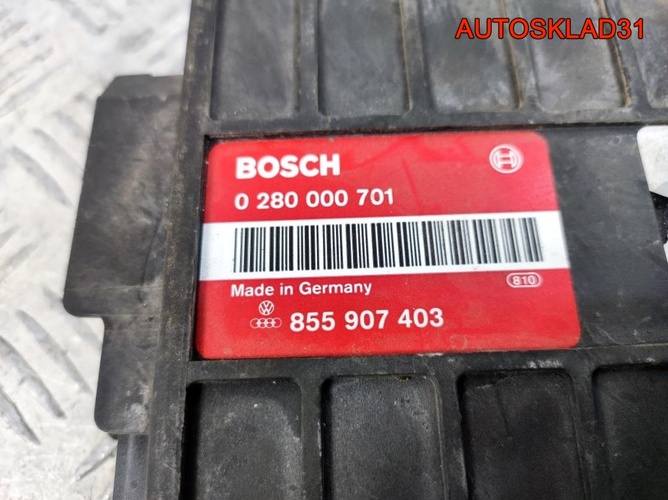 AUTOSKLAD31
BOSCH
0 280 000 701
Made in Germany
810
855 907 403